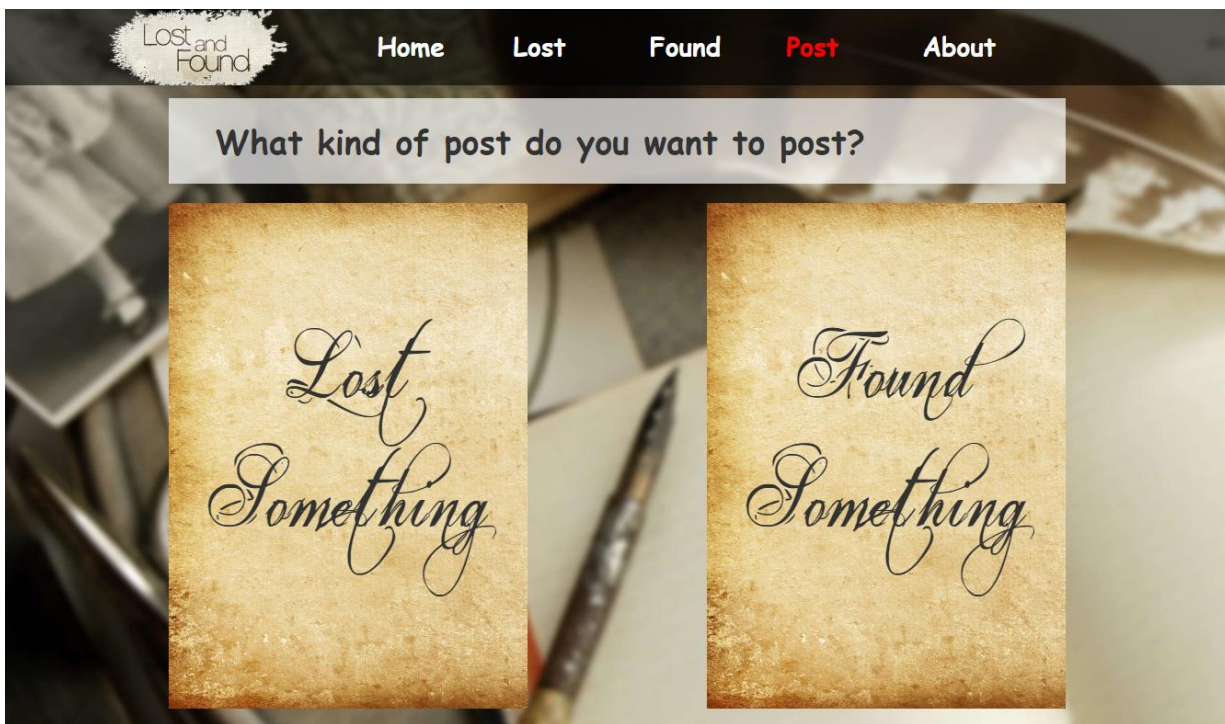 Lost and
Found
Home Lost Found Post About
What kind of post do you want to post?
Lost
Something
Found
Something